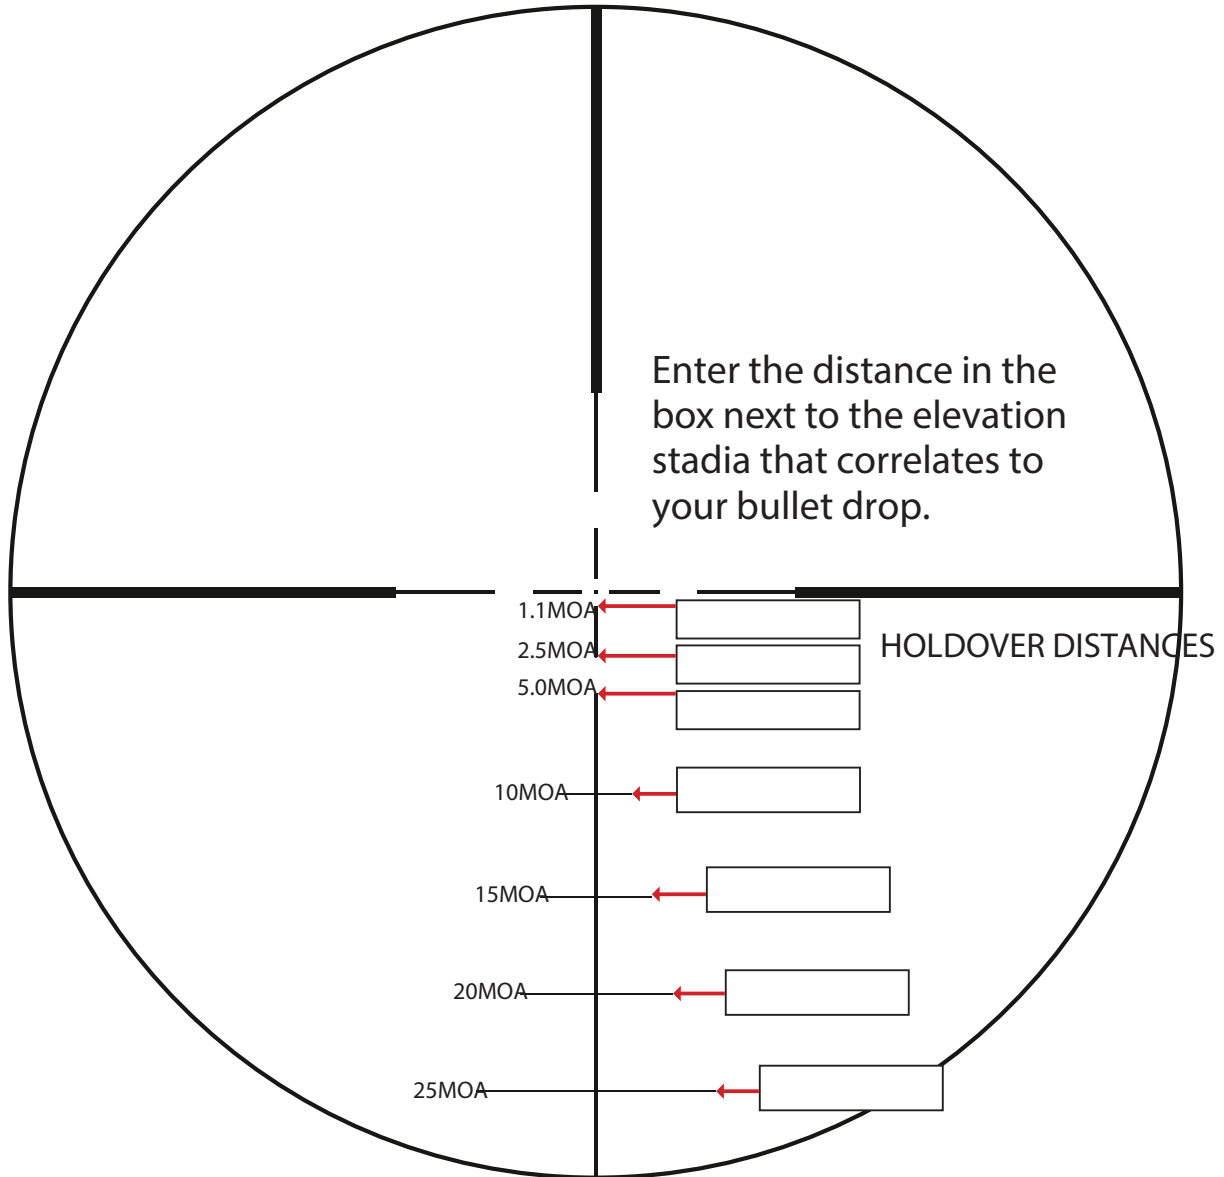 Enter the distance in the
box next to the elevation
stadia that correlates to
your bullet drop.
1.1MOA
HOLDOVER DISTANCES
2.5MOA
5.0MOA
10MOA
15MOA
20MOA
25MOA